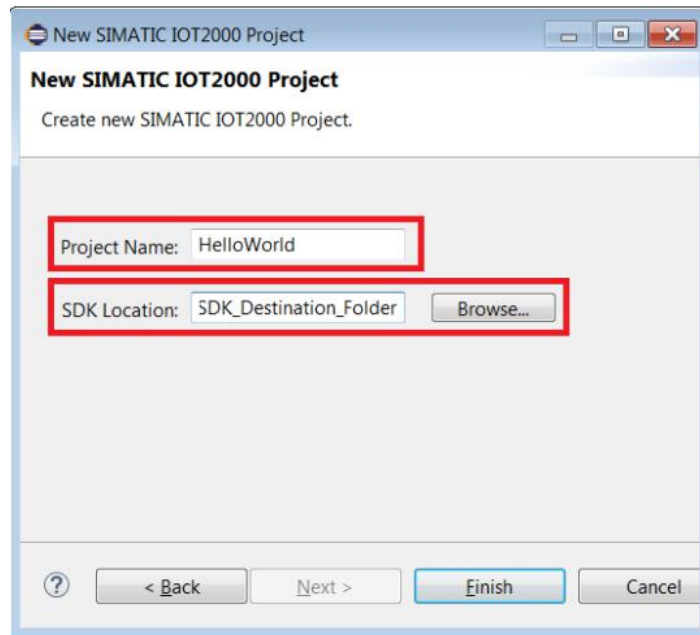 New SIMATIC IOT2000 Project
New SIMATIC IOT2000 Project
Create new SIMATIC IOT2000 Project.
Project Name: HelloWorld
SDK Location: SDK_Destination_Folder Browse...
? < Back Next > Finish Cancel